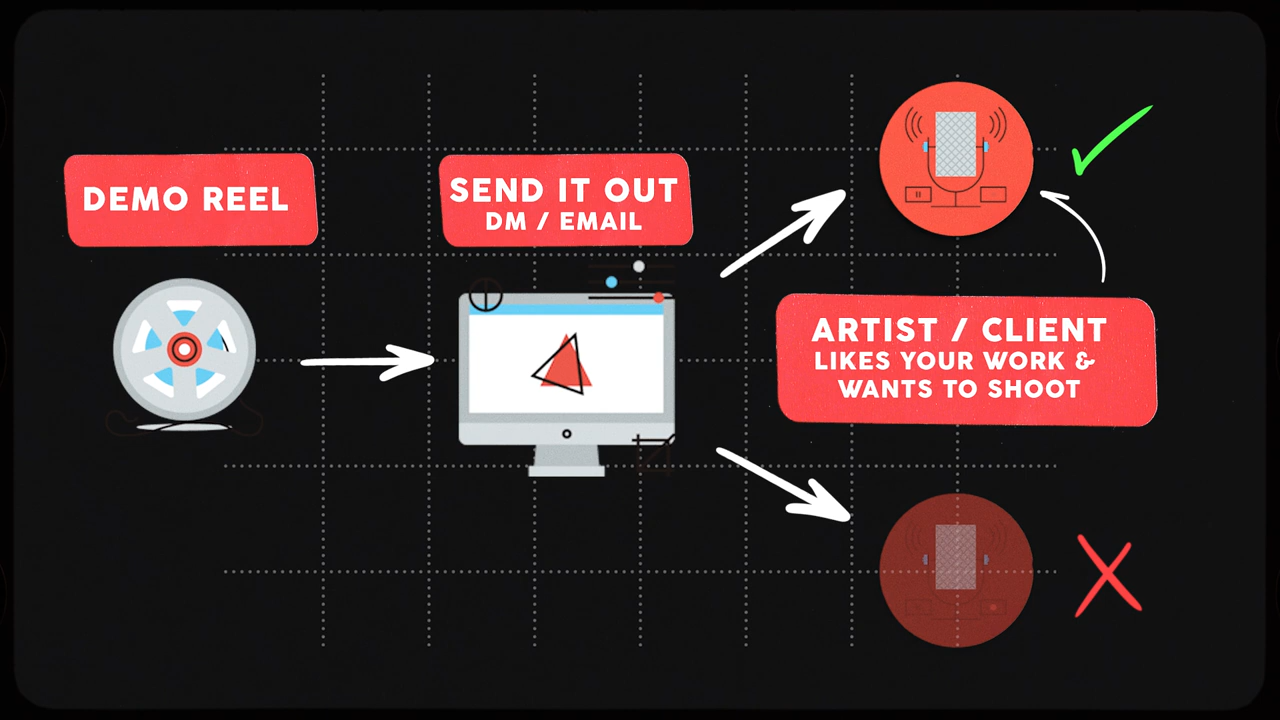 DEMO REEL
SEND IT OUT
DM / EMAIL
ARTIST / CLIENT
LIKES YOUR WORK &
WANTS TO SHOOT